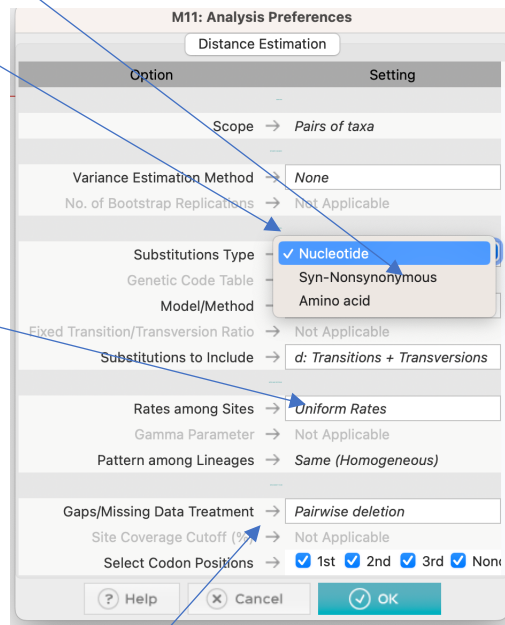 M11: Analysis Preferences
Distance Estimation
Option Setting
Scope → Pairs of taxa
Variance Estimation Method → None
No. of Bootstrap Replications → Not Applicable
Substitutions Type → ✓ Nucleotide
Genetic Code Table Syn-Nonsynonymous
Model/Method Amino acid
Fixed Transition/Transversion Ratio → Not Applicable
Substitutions to Include → d: Transitions + Transversions
Rates among Sites → Uniform Rates
Gamma Parameter → Not Applicable
Pattern among Lineages → Same (Homogeneous)
Gaps/Missing Data Treatment → Pairwise deletion
Site Coverage Cutoff (%) → Not Applicable
Select Codon Positions → 1st 2nd 3rd
? Help × Cancel ✓ OK